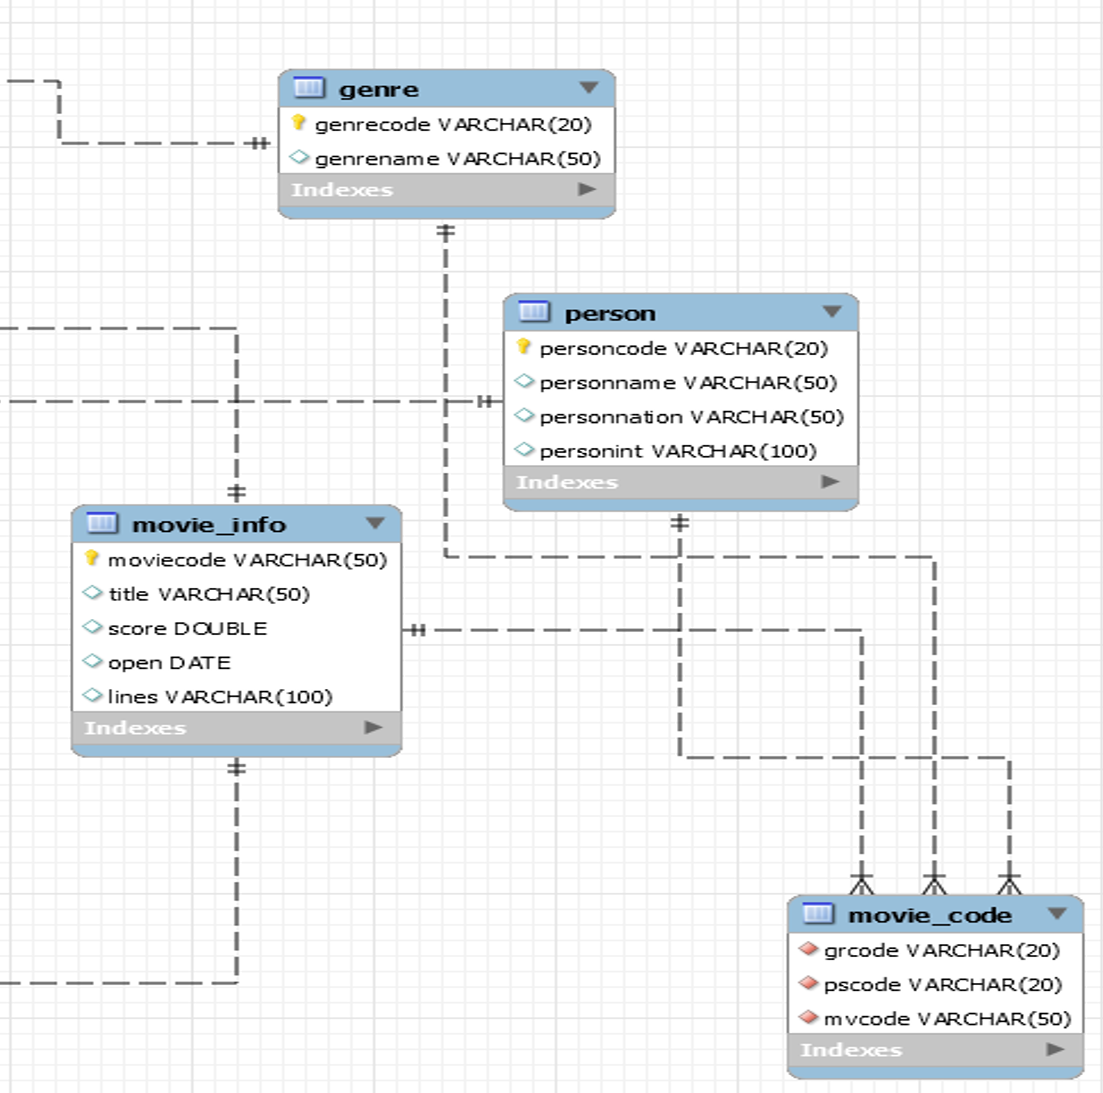 genre
genrecode VARCHAR(20)
genrename VARCHAR(50)
Indexes
person
personcode VARCHAR(20)
personname VARCHAR(50)
personnation VARCHAR(50)
personint VARCHAR(100)
Indexes
movie_info
moviecode VARCHAR(50)
title VARCHAR(50)
score DOUBLE
open DATE
lines VARCHAR(100)
Indexes
movie_code
grcode VARCHAR(20)
pscode VARCHAR(20)
mvcode VARCHAR(50)
Indexes